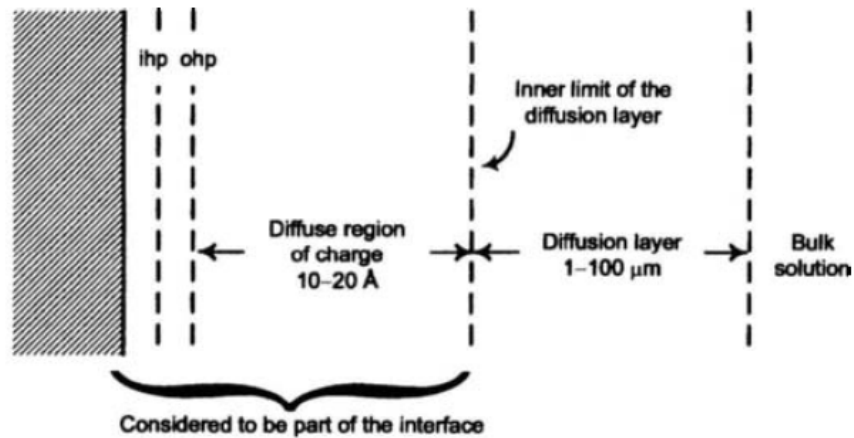 ihp ohp
Inner limit of the
diffusion layer
Diffuse region
of charge
10–20 Å
Diffusion layer
1–100 μm
Bulk
solution
Considered to be part of the interface